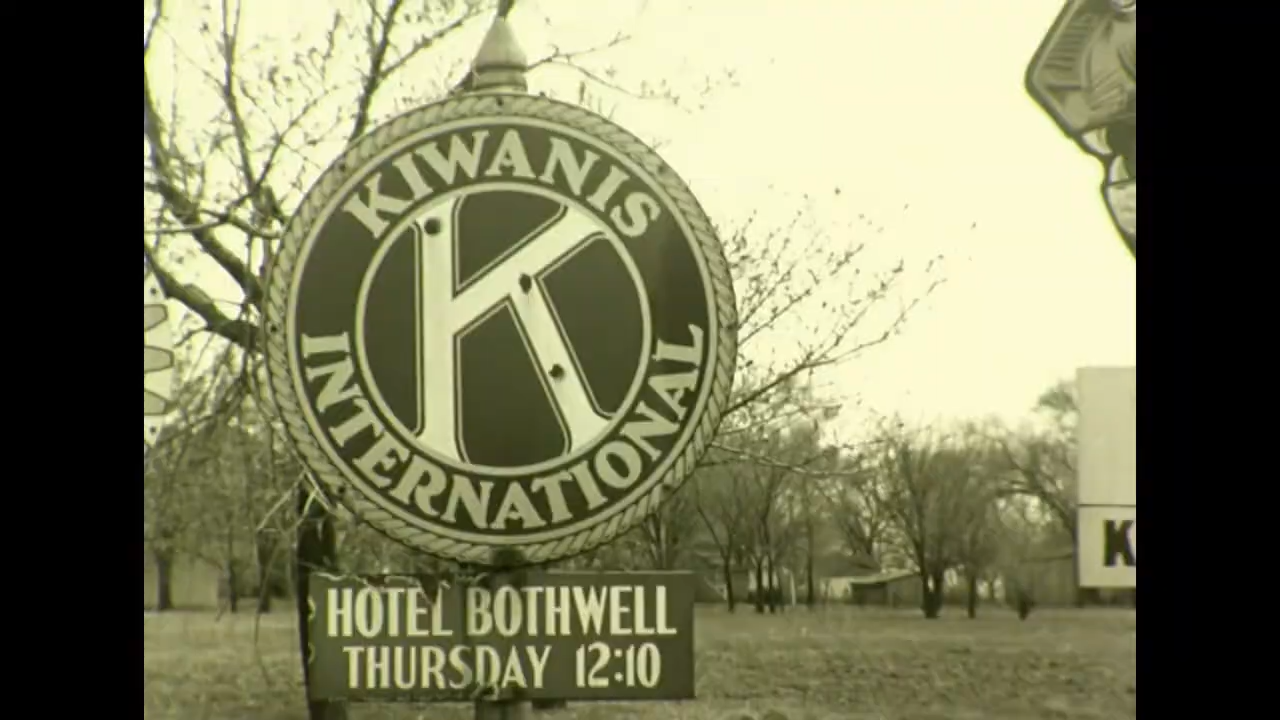 KIWANIS
K
INTERNATIONAL
HOTEL BOTHWELL
THURSDAY 12:10
K